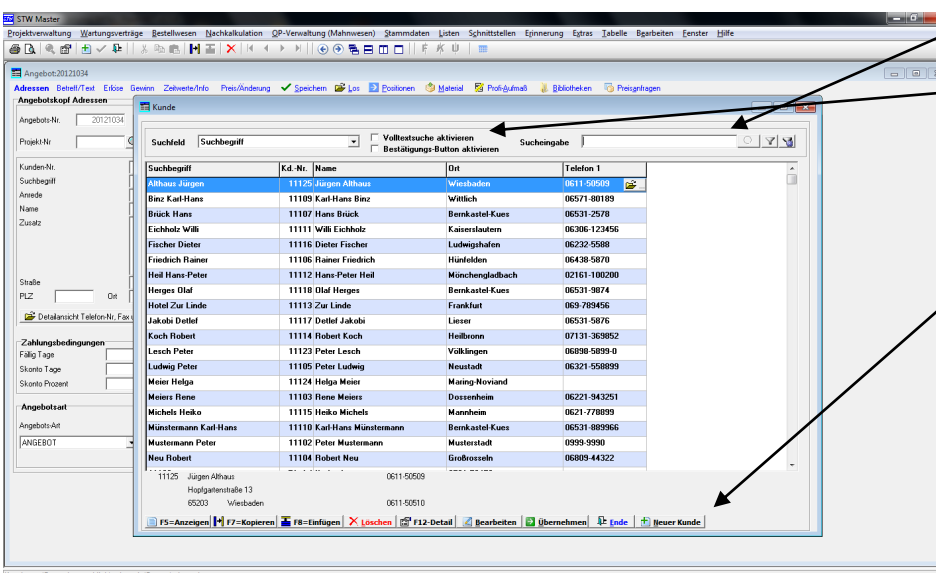 STW Master
Projektverwaltung Wartungsverträge Bestellwesen Nachkalkulation OP-Verwaltung (Mahnwesen) Stammdaten Listen Schnittstellen Erinnerung Extras Tabelle Bearbeiten Fenster Hilfe
F K U
Angebot:20121034
Adressen Betreff/Text Erlöse Gewinn Zeitwerte/Info Preis/Änderung Speichern Los Positionen Material Profi-Aufmaß Bibliotheken Preisanfragen
Angebotskopf Adressen
Angebots-Nr. 20121034
Projekt-Nr
Kunden-Nr.
Suchbegriff
Anrede
Name
Zusatz
Straße
PLZ Ort
Detailansicht Telefon-Nr, Fax u
Zahlungsbedingungen
Fällig Tage
Skonto Tage
Skonto Prozent
Angebotsart
Angebots-Art
ANGEBOT
Kunde
Suchfeld Suchbegriff Volltextsuche aktivieren Sucheingabe
Bestätigungs-Button aktivieren
Suchbegriff Kd.-Nr. Name Ort Telefon 1
Althaus Jürgen 11125 Jürgen Althaus Wiesbaden 0611-50509 ...
Binz Karl-Hans 11109 Karl-Hans Binz Wittlich 06571-80189
Brück Hans 11107 Hans Brück Bernkastel-Kues 06531-2578
Eichholz Willi 11111 Willi Eichholz Kaiserslautern 06306-123456
Fischer Dieter 11116 Dieter Fischer Ludwigshafen 06232-5588
Friedrich Rainer 11106 Rainer Friedrich Hünfelden 06438-5870
Heil Hans-Peter 11112 Hans-Peter Heil Mönchengladbach 02161-100200
Herges Olaf 11118 Olaf Herges Bernkastel-Kues 06531-9874
Hotel Zur Linde 11113 Zur Linde Frankfurt 069-789456
Jakobi Detlef 11117 Detlef Jakobi Lieser 06531-5876
Koch Robert 11114 Robert Koch Heilbronn 07131-369852
Lesch Peter 11123 Peter Lesch Völklingen 06898-5899-0
Ludwig Peter 11105 Peter Ludwig Neustadt 06321-558899
Meier Helga 11124 Helga Meier Maring-Noviand
Meiers Rene 11103 Rene Meiers Dossenheim 06221-943251
Michels Heiko 11115 Heiko Michels Mannheim 0621-778899
Münstermann Karl-Hans 11110 Karl-Hans Münstermann Bernkastel-Kues 06531-889966
Mustermann Peter 11102 Peter Mustermann Musterstadt 0999-9990
Neu Robert 11104 Robert Neu Großrosseln 06809-44322
11125 Jürgen Althaus 0611-50509
Hopfgartenstraße 13
65203 Wiesbaden 0611-50510
F5=Anzeigen F7=Kopieren F8=Einfügen Löschen F12-Detail Bearbeiten Übernehmen Ende Neuer Kunde